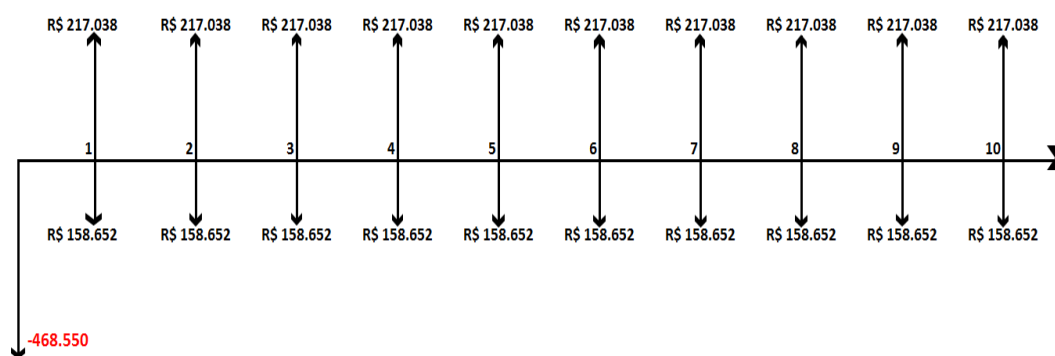 R$ 217.038 R$ 217.038 R$ 217.038 R$ 217.038 R$ 217.038 R$ 217.038 R$ 217.038 R$ 217.038 R$ 217.038 R$ 217.038
1 2 3 4 5 6 7 8 9 10
R$ 158.652 R$ 158.652 R$ 158.652 R$ 158.652 R$ 158.652 R$ 158.652 R$ 158.652 R$ 158.652 R$ 158.652 R$ 158.652
-468.550